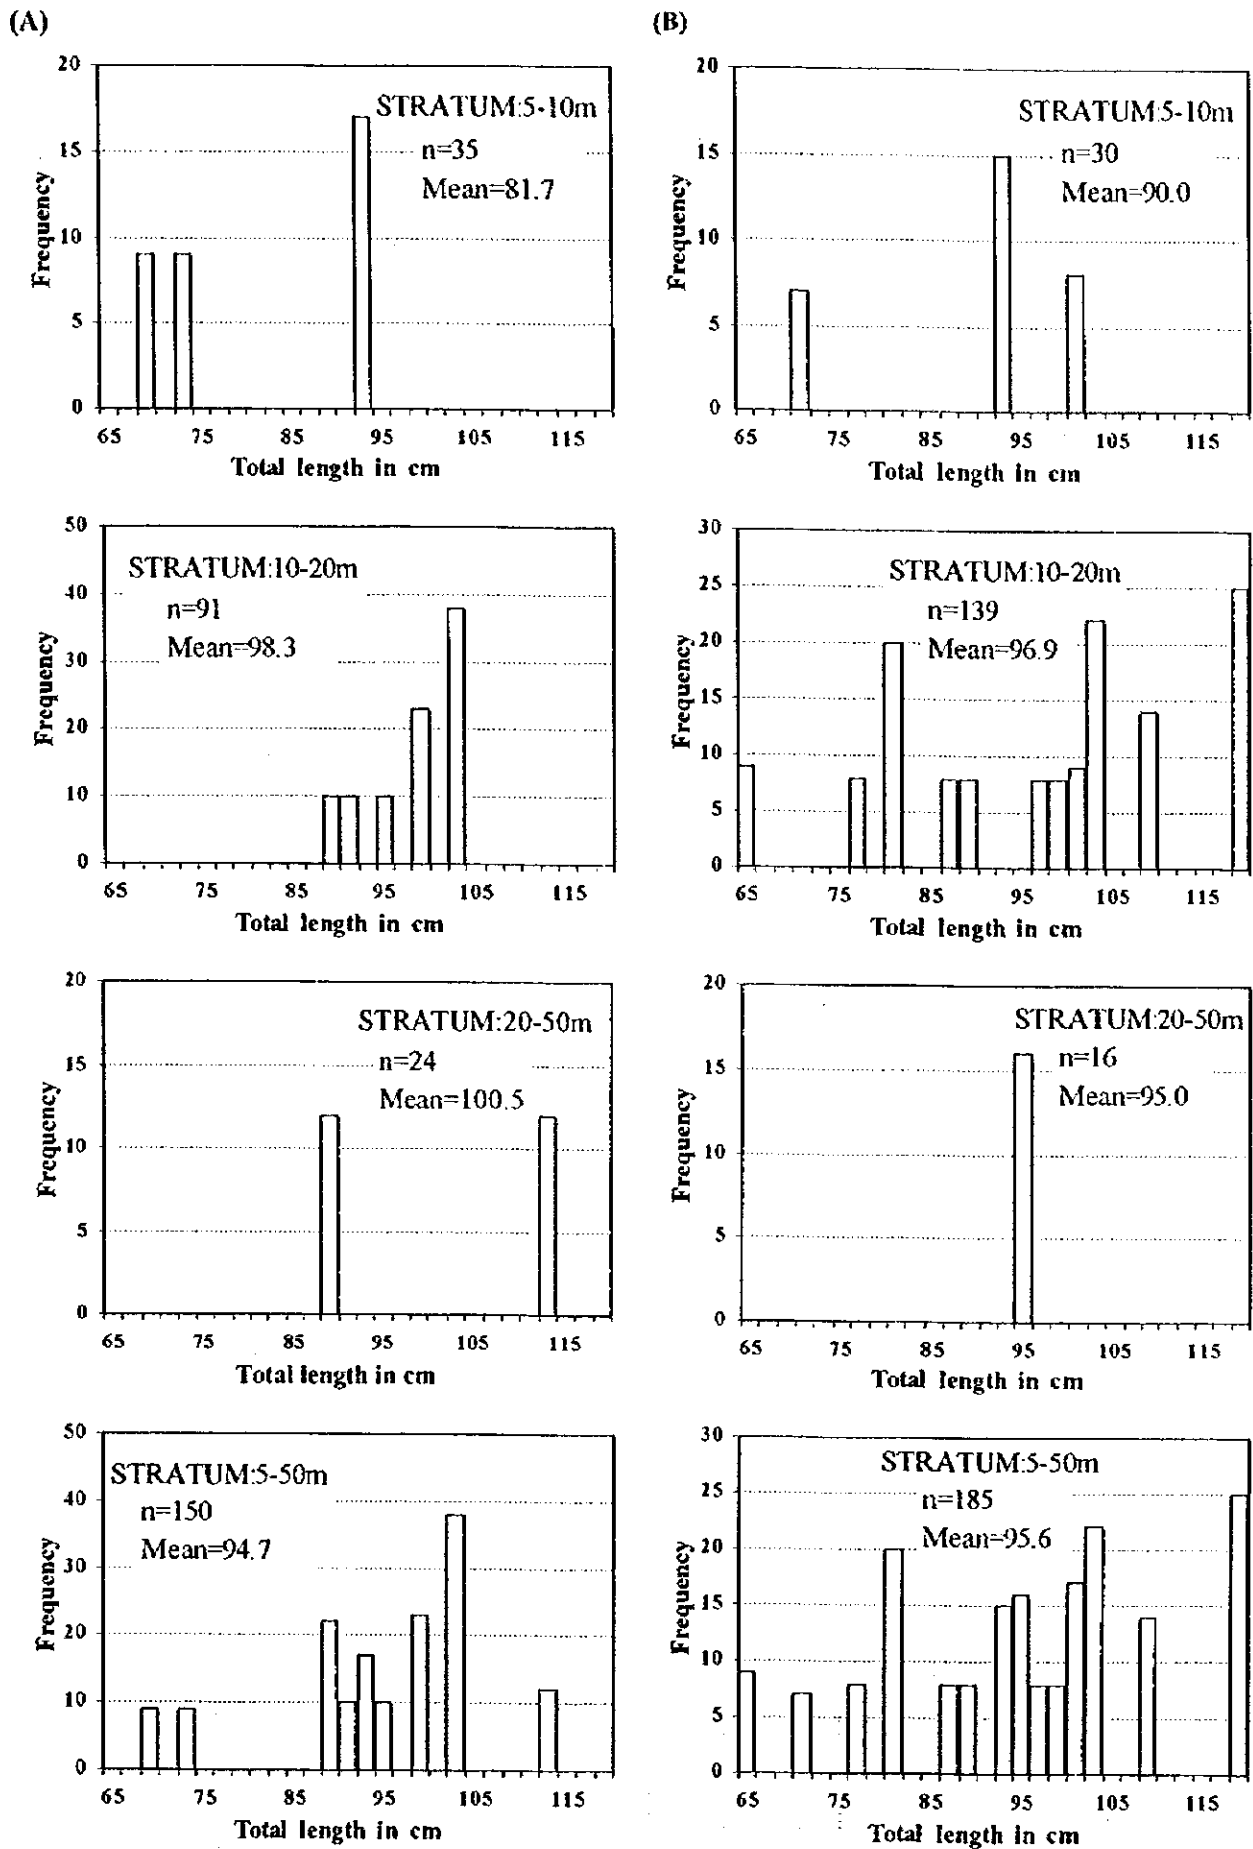 (A)
(B)
20
15
10
5
0
Frequency
STRATUM:5-10m
n=35
Mean=81.7
65 75 85 95 105 115
Total length in cm
20
15
10
5
0
Frequency
STRATUM:5-10m
n=30
Mean=90.0
65 75 85 95 105 115
Total length in cm
50
40
30
20
10
0
Frequency
STRATUM:10-20m
n=91
Mean=98.3
65 75 85 95 105 115
Total length in cm
30
25
20
15
10
5
0
Frequency
STRATUM:10-20m
n=139
Mean=96.9
65 75 85 95 105 115
Total length in cm
20
15
10
5
0
Frequency
STRATUM:20-50m
n=24
Mean=100.5
65 75 85 95 105 115
Total length in cm
20
15
10
5
0
Frequency
STRATUM:20-50m
n=16
Mean=95.0
65 75 85 95 105 115
Total length in cm
50
40
30
20
10
0
Frequency
STRATUM:5-50m
n=150
Mean=94.7
65 75 85 95 105 115
Total length in cm
30
25
20
15
10
5
0
Frequency
STRATUM:5-50m
n=185
Mean=95.6
65 75 85 95 105 115
Total length in cm